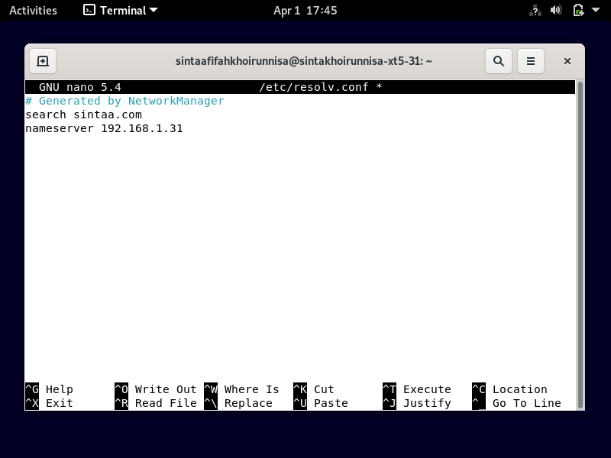 Activities Terminal Apr 1 17:45
sintaafifahkhoirunnisa@sintakhoirunnisa-xt5-31: ~
GNU nano 5.4 /etc/resolv.conf *
# Generated by NetworkManager
search sintaa.com
nameserver 192.168.1.31
^G Help ^O Write Out ^W Where Is ^K Cut ^T Execute ^C Location
^X Exit ^R Read File ^\ Replace ^U Paste ^J Justify ^_ Go To Line